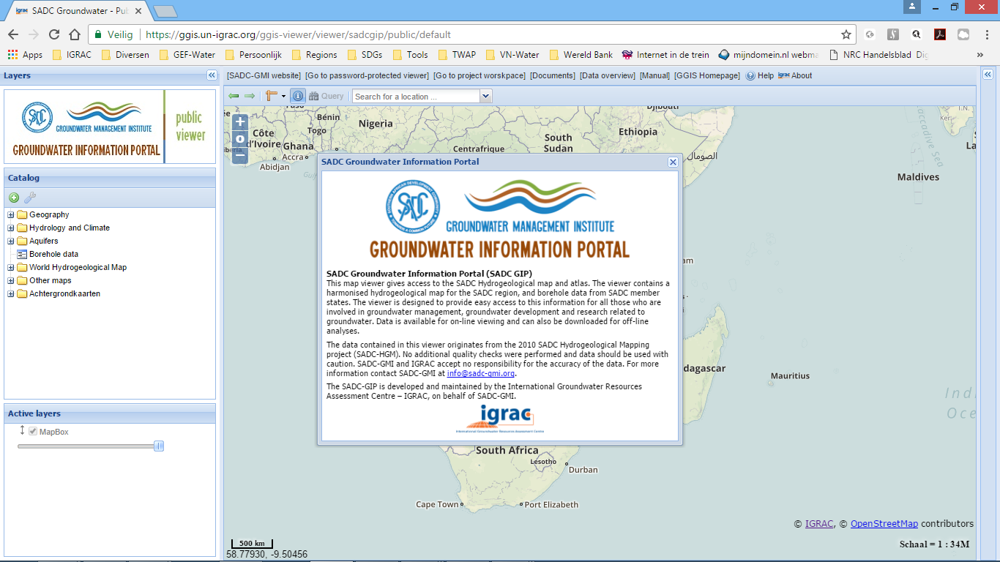 SADC Groundwater - Pub
Veilig https://ggis.un-igrac.org/ggis-viewer/viewer/sadcgip/public/default
Apps IGRAC Diversen GEF-Water Persoonlijk Regions SDGs Tools TWAP VN-Water Wereld Bank Internet in de trein mijndomein.nl webma NRC Handelsblad Dig »
Layers
[SADC-GMI website] [Go to password-protected viewer] [Go to project worskpace] [Documents] [Data overview] [Manual] [GGIS Homepage] Help igrac About
Query Search for a location ...
SADC
GROUNDWATER MANAGEMENT INSTITUTE
GROUNDWATER INFORMATION PORTAL
public
viewer
Catalog
Geography
Hydrology and Climate
Aquifers
Borehole data
World Hydrogeological Map
Other maps
Achtergrondkaarten
Active layers
MapBox
Djibouti
Bénin
Nigeria
Togo
Côte
d'Ivoire
Ghana
Accra
Abidjan
Centrafrique
South
Sudan
Ethiopia
الصومال
Maldives
SADC Groundwater Information Portal
SADC
GROUNDWATER MANAGEMENT INSTITUTE
GROUNDWATER INFORMATION PORTAL
SADC Groundwater Information Portal (SADC GIP)
This map viewer gives access to the SADC Hydrogeological map and atlas. The viewer contains a
harmonised hydrogeological map for the SADC region, and borehole data from SADC member
states. The viewer is designed to provide easy access to this information for all those who are
involved in groundwater management, groundwater development and research related to
groundwater. Data is available for on-line viewing and can also be downloaded for off-line
analyses.
The data contained in this viewer originates from the 2010 SADC Hydrogeological Mapping
project (SADC-HGM). No additional quality checks were performed and data should be used with
caution. SADC-GMI and IGRAC accept no responsibility for the accuracy of the data. For more
information contact SADC-GMI at info@sadc-gmi.org.
The SADC-GIP is developed and maintained by the International Groundwater Resources
Assessment Centre – IGRAC, on behalf of SADC-GMI.
igrac
International Groundwater Resources Assessment Centre
am
dagascar
Mauritius
Ind
Oce
South Africa
Lesotho
Durban
Cape Town
Port Elizabeth
© IGRAC, © OpenStreetMap contributors
500 km
Schaal = 1 : 34M
58.77930, -9.50456